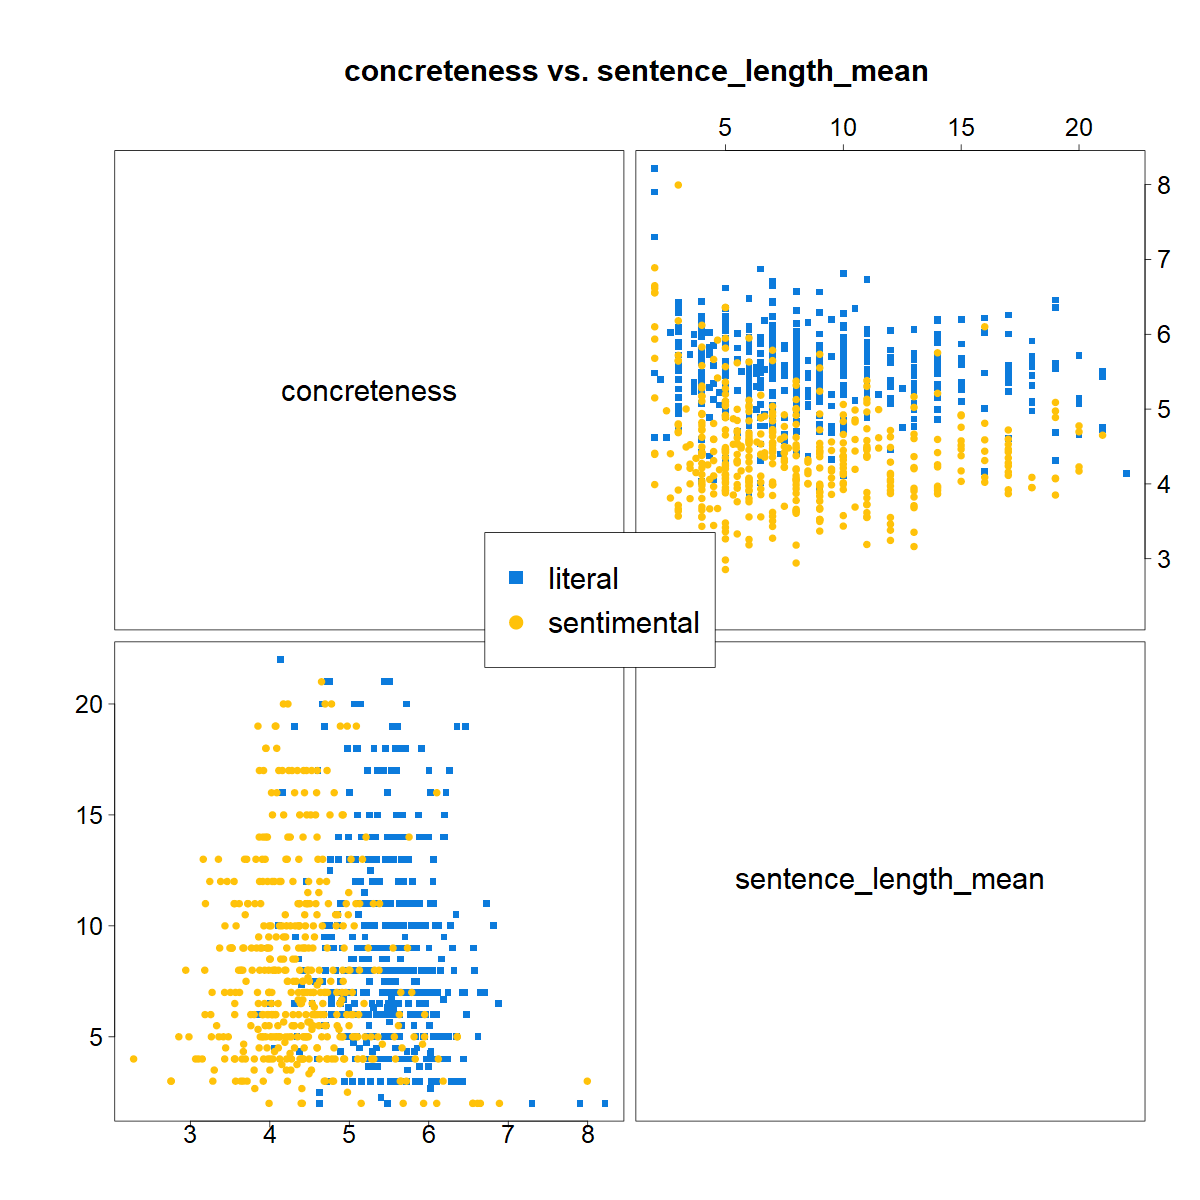 concreteness vs. sentence_length_mean
5 10 15 20
concreteness
8
7
6
5
4
3
literal
sentimental
20
15
10
5
sentence_length_mean
3 4 5 6 7 8